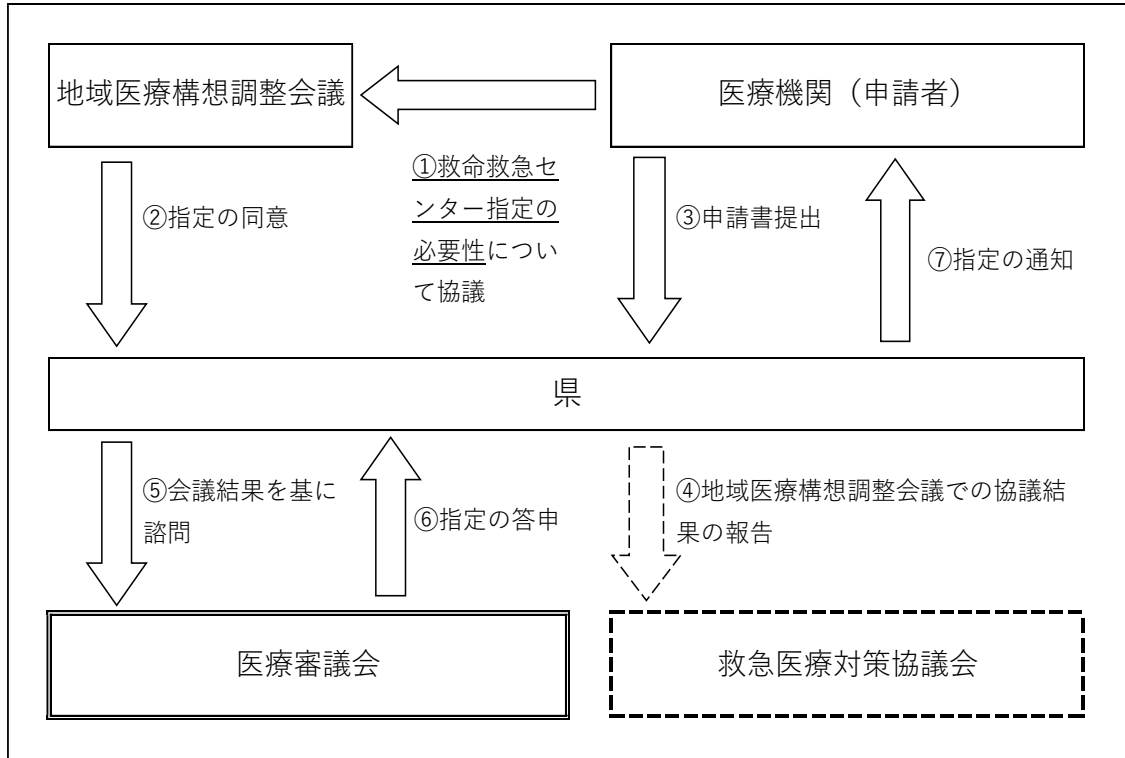 地域医療構想調整会議
医療機関（申請者）
①救命救急セ
ンター指定の
必要性につい
て協議
②指定の同意
③申請書提出
⑦指定の通知
県
⑤会議結果を基に
諮問
⑥指定の答申
④地域医療構想調整会議での協議結
果の報告
医療審議会
救急医療対策協議会